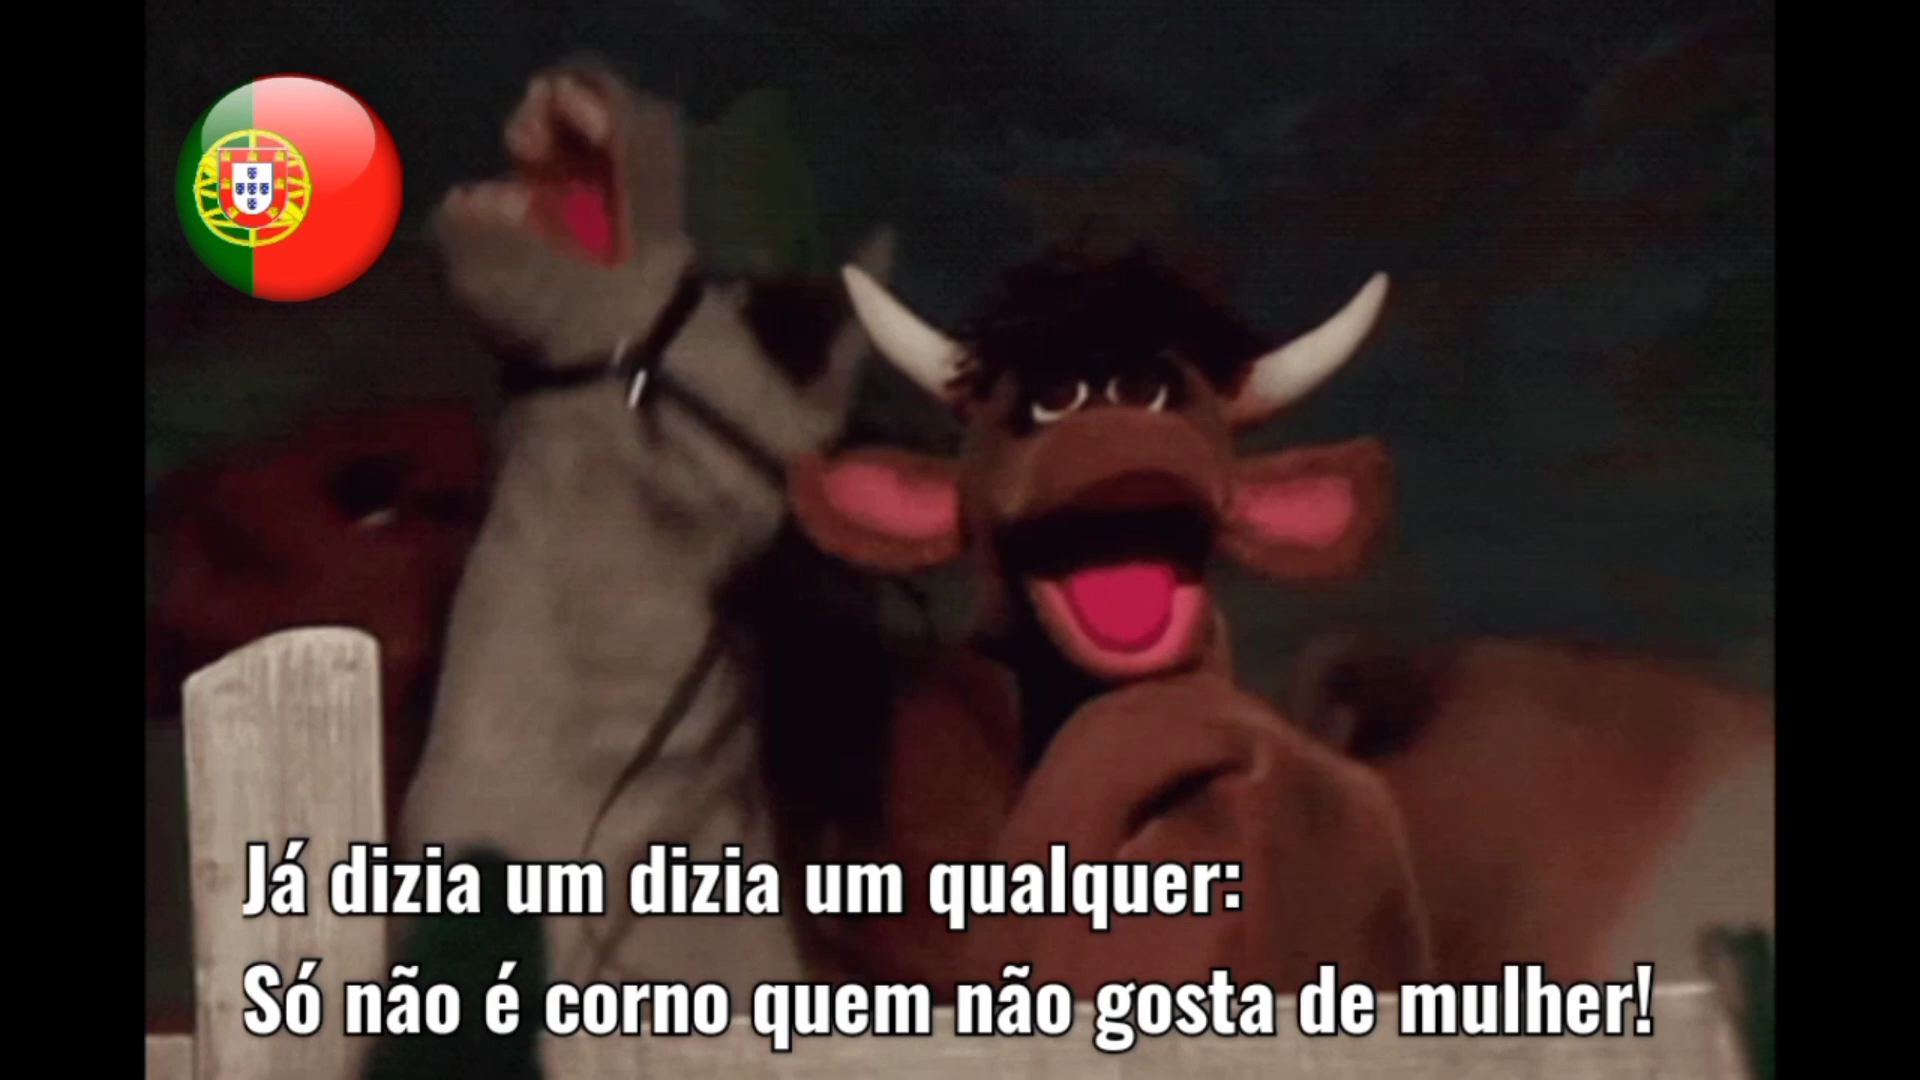 Já dizia um dizia um qualquer:
Só não é corno quem não gosta de mulher!